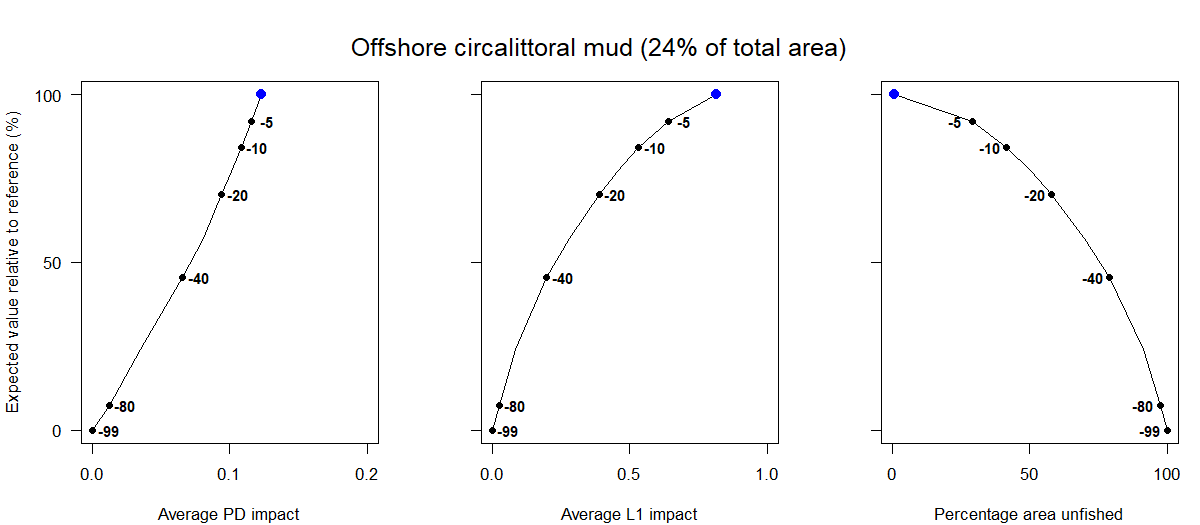 Offshore circalittoral mud (24% of total area)
Expected value relative to reference (%)
100
50
0
-5
-10
-20
-40
-80
-99
0.0 0.1 0.2
Average PD impact
-5
-10
-20
-40
-80
-99
0.0 0.5 1.0
Average L1 impact
-5
-10
-20
-40
-80
-99
0 50 100
Percentage area unfished